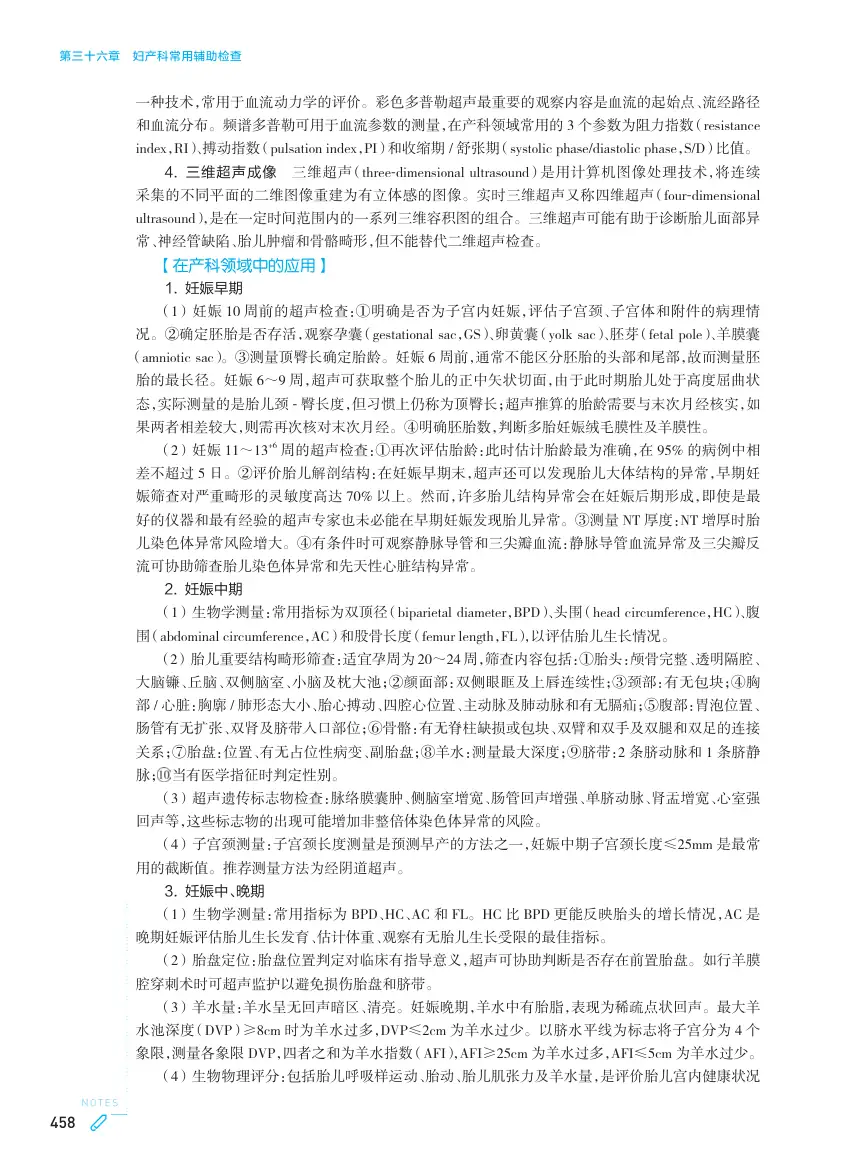 第三十六章　妇产科常用辅助检查
一种技术，常用于血流动力学的评价。彩色多普勒超声最重要的观察内容是血流的起始点、流经路径
和血流分布。频谱多普勒可用于血流参数的测量，在产科领域常用的 3 个参数为阻力指数（resistance
index，RI）、搏动指数（pulsation index，PI）和收缩期 / 舒张期（systolic phase/diastolic phase，S/D）比值。
4. 三维超声成像　三维超声（three-dimensional ultrasound）是用计算机图像处理技术，将连续
采集的不同平面的二维图像重建为有立体感的图像。实时三维超声又称四维超声（four-dimensional
ultrasound），是在一定时间范围内的一系列三维容积图的组合。三维超声可能有助于诊断胎儿面部异
常、神经管缺陷、胎儿肿瘤和骨骼畸形，但不能替代二维超声检查。
【在产科领域中的应用】
1. 妊娠早期
（1）妊娠 10 周前的超声检查：①明确是否为子宫内妊娠，评估子宫颈、子宫体和附件的病理情
况。②确定胚胎是否存活，观察孕囊（gestational sac，GS）、卵黄囊（yolk sac）、胚芽（fetal pole）、羊膜囊
（amniotic sac）。③测量顶臀长确定胎龄。妊娠 6 周前，通常不能区分胚胎的头部和尾部，故而测量胚
胎的最长径。妊娠 6～9 周，超声可获取整个胎儿的正中矢状切面，由于此时期胎儿处于高度屈曲状
态，实际测量的是胎儿颈 - 臀长度，但习惯上仍称为顶臀长；超声推算的胎龄需要与末次月经核实，如
果两者相差较大，则需再次核对末次月经。④明确胚胎数，判断多胎妊娠绒毛膜性及羊膜性。
（2）妊娠 11～13⁺⁶ 周的超声检查：①再次评估胎龄：此时估计胎龄最为准确，在 95% 的病例中相
差不超过 5 日。②评价胎儿解剖结构：在妊娠早期末，超声还可以发现胎儿大体结构的异常，早期妊
娠筛查对严重畸形的灵敏度高达 70% 以上。然而，许多胎儿结构异常会在妊娠后期形成，即使是最
好的仪器和最有经验的超声专家也未必能在早期妊娠发现胎儿异常。③测量 NT 厚度：NT 增厚时胎
儿染色体异常风险增大。④有条件时可观察静脉导管和三尖瓣血流：静脉导管血流异常及三尖瓣反
流可协助筛查胎儿染色体异常和先天性心脏结构异常。
2. 妊娠中期
（1）生物学测量：常用指标为双顶径（biparietal diameter，BPD）、头围（head circumference，HC）、腹
围（abdominal circumference，AC）和股骨长度（femur length，FL），以评估胎儿生长情况。
（2）胎儿重要结构畸形筛查：适宜孕周为 20～24 周，筛查内容包括：①胎头：颅骨完整、透明隔腔、
大脑镰、丘脑、双侧脑室、小脑及枕大池；②颜面部：双侧眼眶及上唇连续性；③颈部：有无包块；④胸
部 / 心脏：胸廓 / 肺形态大小、胎心搏动、四腔心位置、主动脉及肺动脉和有无膈疝；⑤腹部：胃泡位置、
肠管有无扩张、双肾及脐带入口部位；⑥骨骼：有无脊柱缺损或包块、双臂和双手及双腿和双足的连接
关系；⑦胎盘：位置、有无占位性病变、副胎盘；⑧羊水：测量最大深度；⑨脐带：2 条脐动脉和 1 条脐静
脉；⑩当有医学指征时判定性别。
（3）超声遗传标志物检查：脉络膜囊肿、侧脑室增宽、肠管回声增强、单脐动脉、肾盂增宽、心室强
回声等，这些标志物的出现可能增加非整倍体染色体异常的风险。
（4）子宫颈测量：子宫颈长度测量是预测早产的方法之一，妊娠中期子宫颈长度≤25mm 是最常
用的截断值。推荐测量方法为经阴道超声。
3. 妊娠中、晚期
（1）生物学测量：常用指标为 BPD、HC、AC 和 FL。HC 比 BPD 更能反映胎头的增长情况，AC 是
晚期妊娠评估胎儿生长发育、估计体重、观察有无胎儿生长受限的最佳指标。
（2）胎盘定位：胎盘位置判定对临床有指导意义，超声可协助判断是否存在前置胎盘。如行羊膜
腔穿刺术时可超声监护以避免损伤胎盘和脐带。
（3）羊水量：羊水呈无回声暗区、清亮。妊娠晚期，羊水中有胎脂，表现为稀疏点状回声。最大羊
水池深度（DVP）≥8cm 时为羊水过多，DVP≤2cm 为羊水过少。以脐水平线为标志将子宫分为 4 个
象限，测量各象限 DVP，四者之和为羊水指数（AFI），AFI≥25cm 为羊水过多，AFI≤5cm 为羊水过少。
（4）生物物理评分：包括胎儿呼吸样运动、胎动、胎儿肌张力及羊水量，是评价胎儿宫内健康状况
NOTES
458